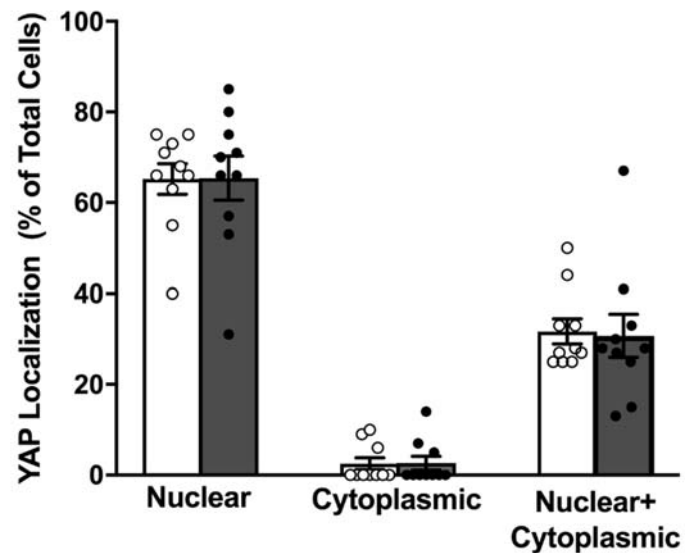 YAP Localization (% of Total Cells)
100
80
60
40
20
0
Nuclear
Cytoplasmic
Nuclear+
Cytoplasmic